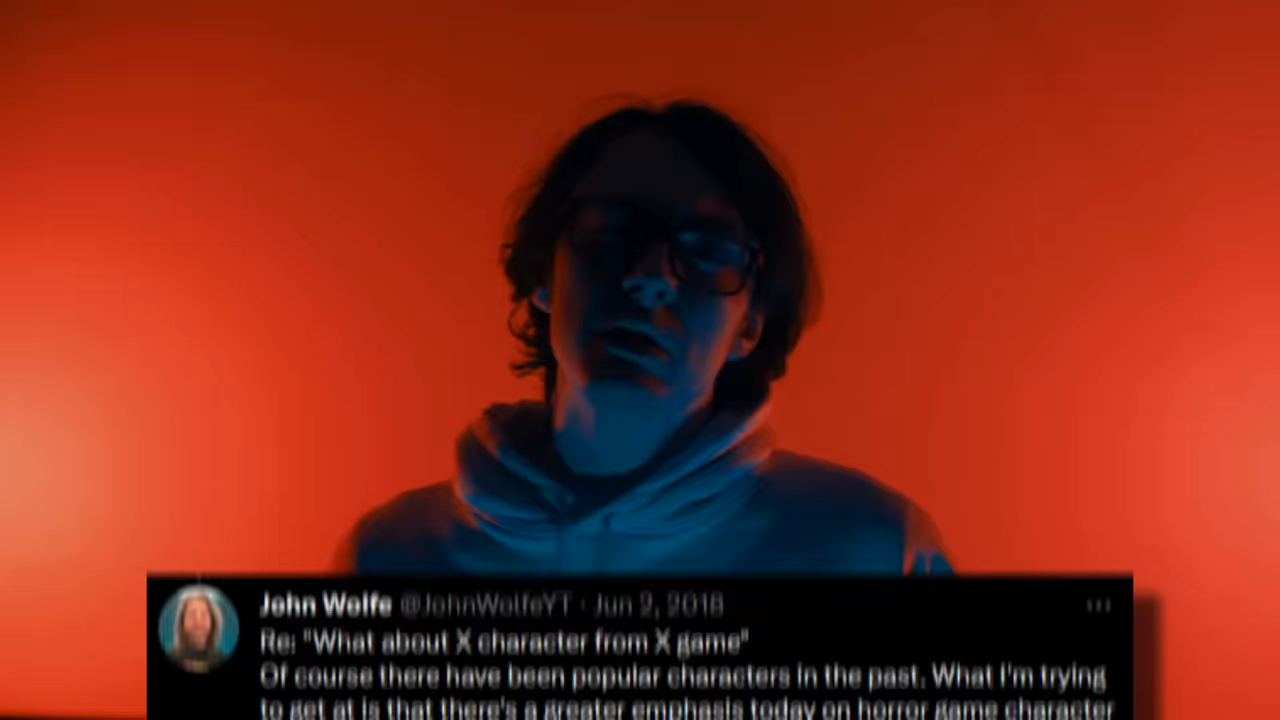 John Wolfe @JohnWolfeYT · Jun 2, 2018
Re: "What about X character from X game"
Of course there have been popular characters in the past. What I'm trying
to get at is that there's a greater emphasis today on horror game character